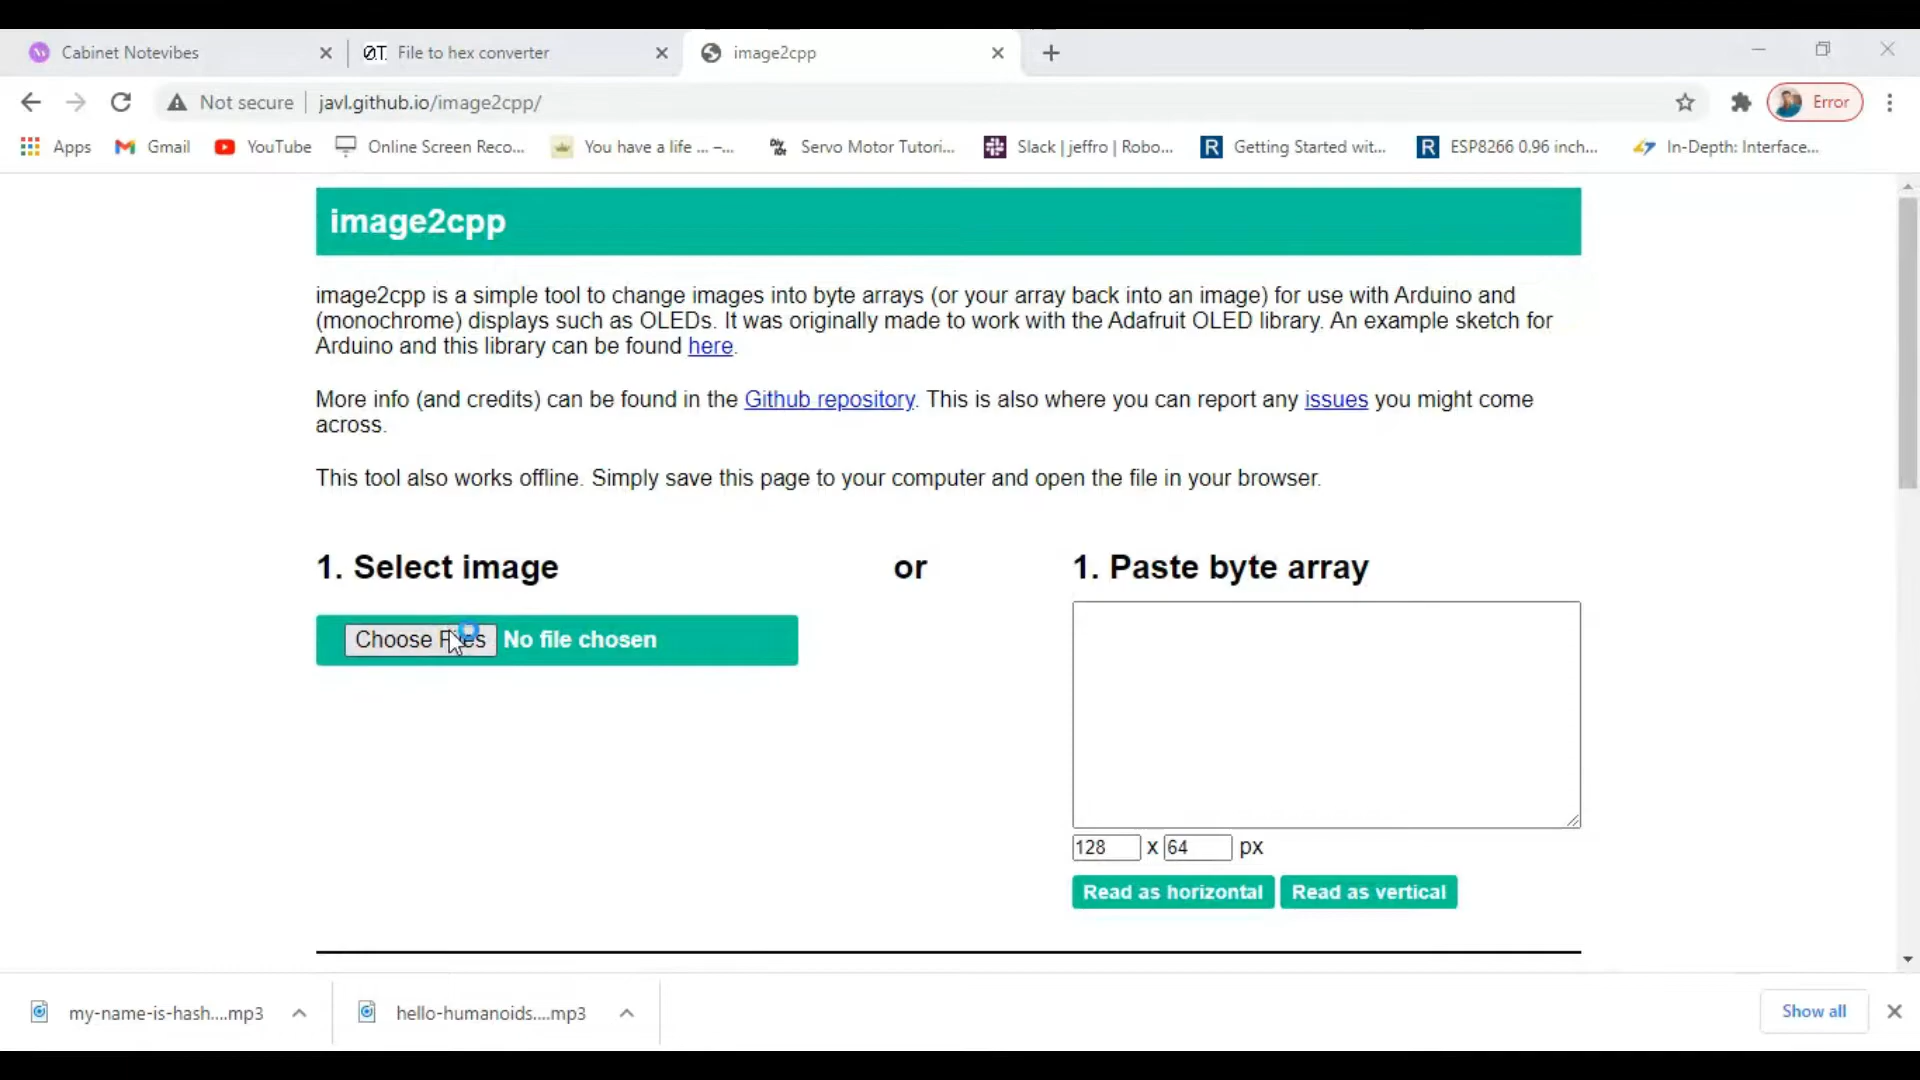 Cabinet Notevibes
File to hex converter
image2cpp
Not secure
javl.github.io/image2cpp/
Error
Apps
Gmail
YouTube
Online Screen Reco...
You have a life ... –...
Servo Motor Tutori...
Slack | jeffro | Robo...
Getting Started wit...
ESP8266 0.96 inch...
In-Depth: Interface...
image2cpp
image2cpp is a simple tool to change images into byte arrays (or your array back into an image) for use with Arduino and
(monochrome) displays such as OLEDs. It was originally made to work with the Adafruit OLED library. An example sketch for
Arduino and this library can be found here.
More info (and credits) can be found in the Github repository. This is also where you can report any issues you might come
across.
This tool also works offline. Simply save this page to your computer and open the file in your browser.
1. Select image
or
1. Paste byte array
Choose Files No file chosen
128 x 64 px
Read as horizontal
Read as vertical
my-name-is-hash....mp3
hello-humanoids....mp3
Show all